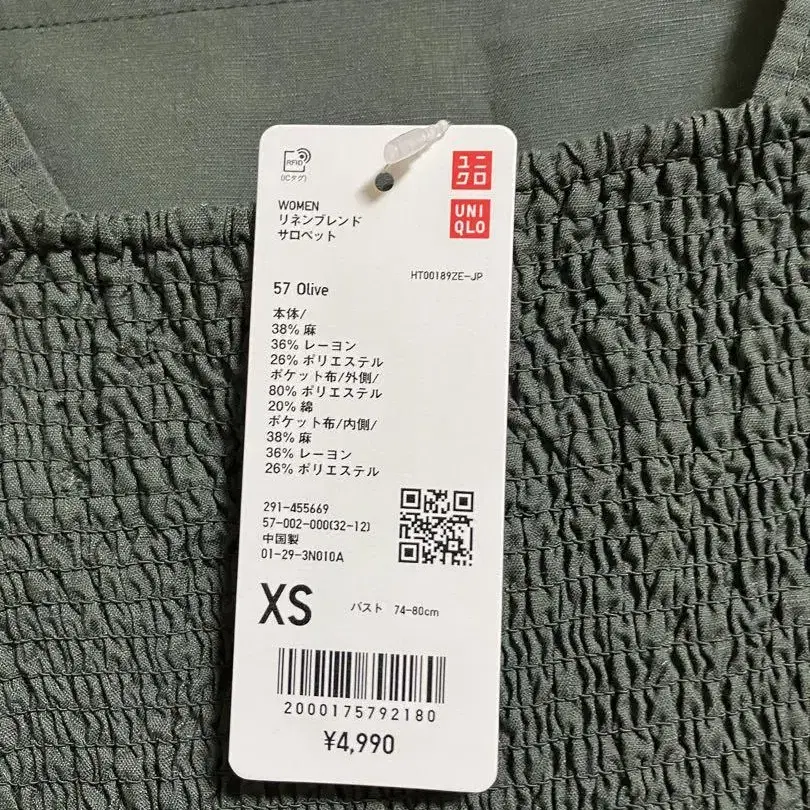 RFID
(ICタグ)
ユニ
クロ
UNI
QLO
WOMEN
リネンブレンド
サロペット
HT00189ZE-JP
57 Olive
本体/
38% 麻
36% レーヨン
26% ポリエステル
ポケット布/外側/
80% ポリエステル
20% 綿
ポケット布/内側/
38% 麻
36% レーヨン
26% ポリエステル
291-455669
57-002-000(32-12)
中国製
01-29-3N010A
XS バスト 74-80cm
2000175792180
¥4,990